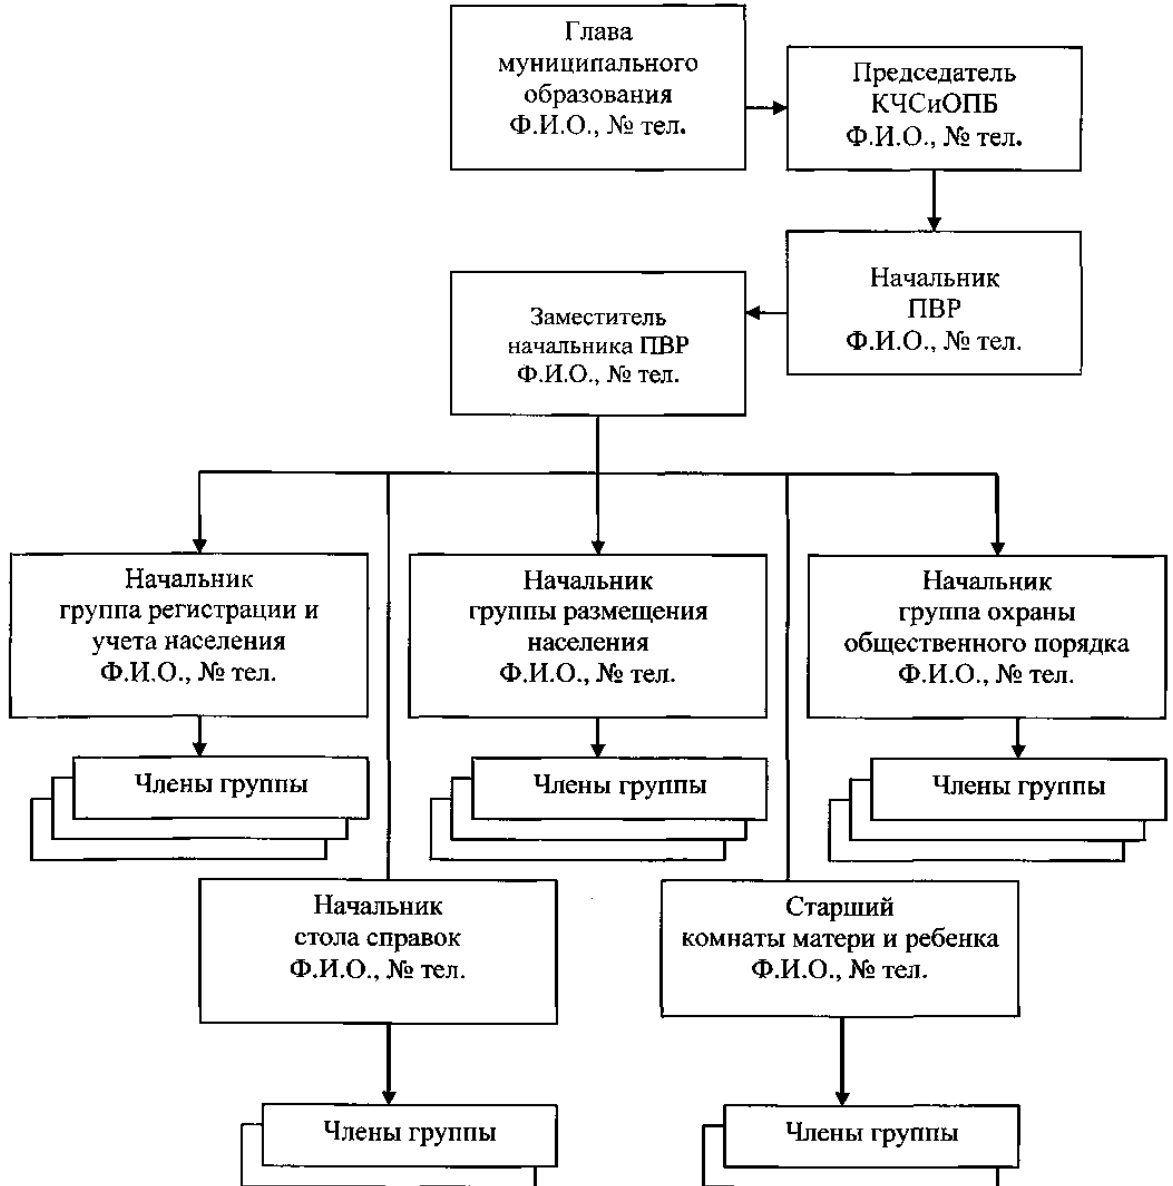 Глава
муниципального
образования
Ф.И.О., № тел.
Председатель
КЧСиОПБ
Ф.И.О., № тел.
Начальник
ПВР
Ф.И.О., № тел.
Заместитель
начальника ПВР
Ф.И.О., № тел.
Начальник
группа регистрации и
учета населения
Ф.И.О., № тел.
Начальник
группы размещения
населения
Ф.И.О., № тел.
Начальник
группа охраны
общественного порядка
Ф.И.О., № тел.
Члены группы
Члены группы
Члены группы
Начальник
стола справок
Ф.И.О., № тел.
Старший
комнаты матери и ребенка
Ф.И.О., № тел.
Члены группы
Члены группы